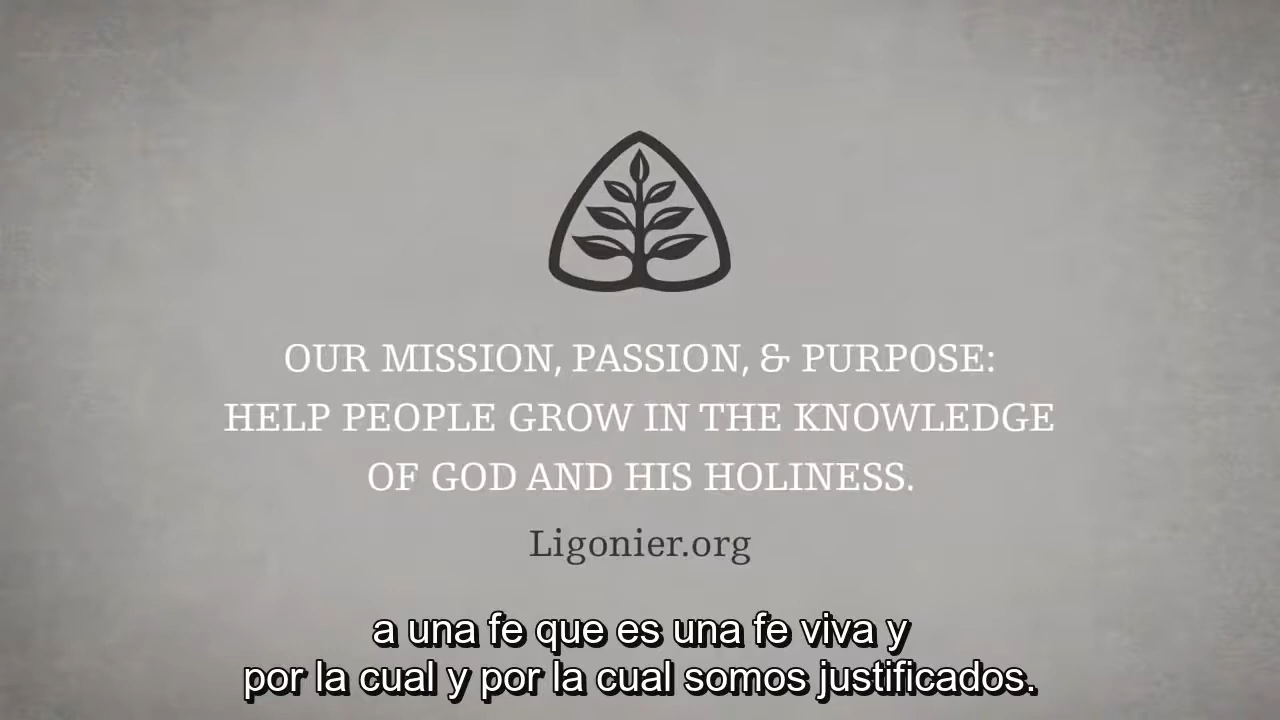 OUR MISSION, PASSION, & PURPOSE:
HELP PEOPLE GROW IN THE KNOWLEDGE
OF GOD AND HIS HOLINESS.
Ligonier.org
a una fe que es una fe viva y
por la cual y por la cual somos justificados.